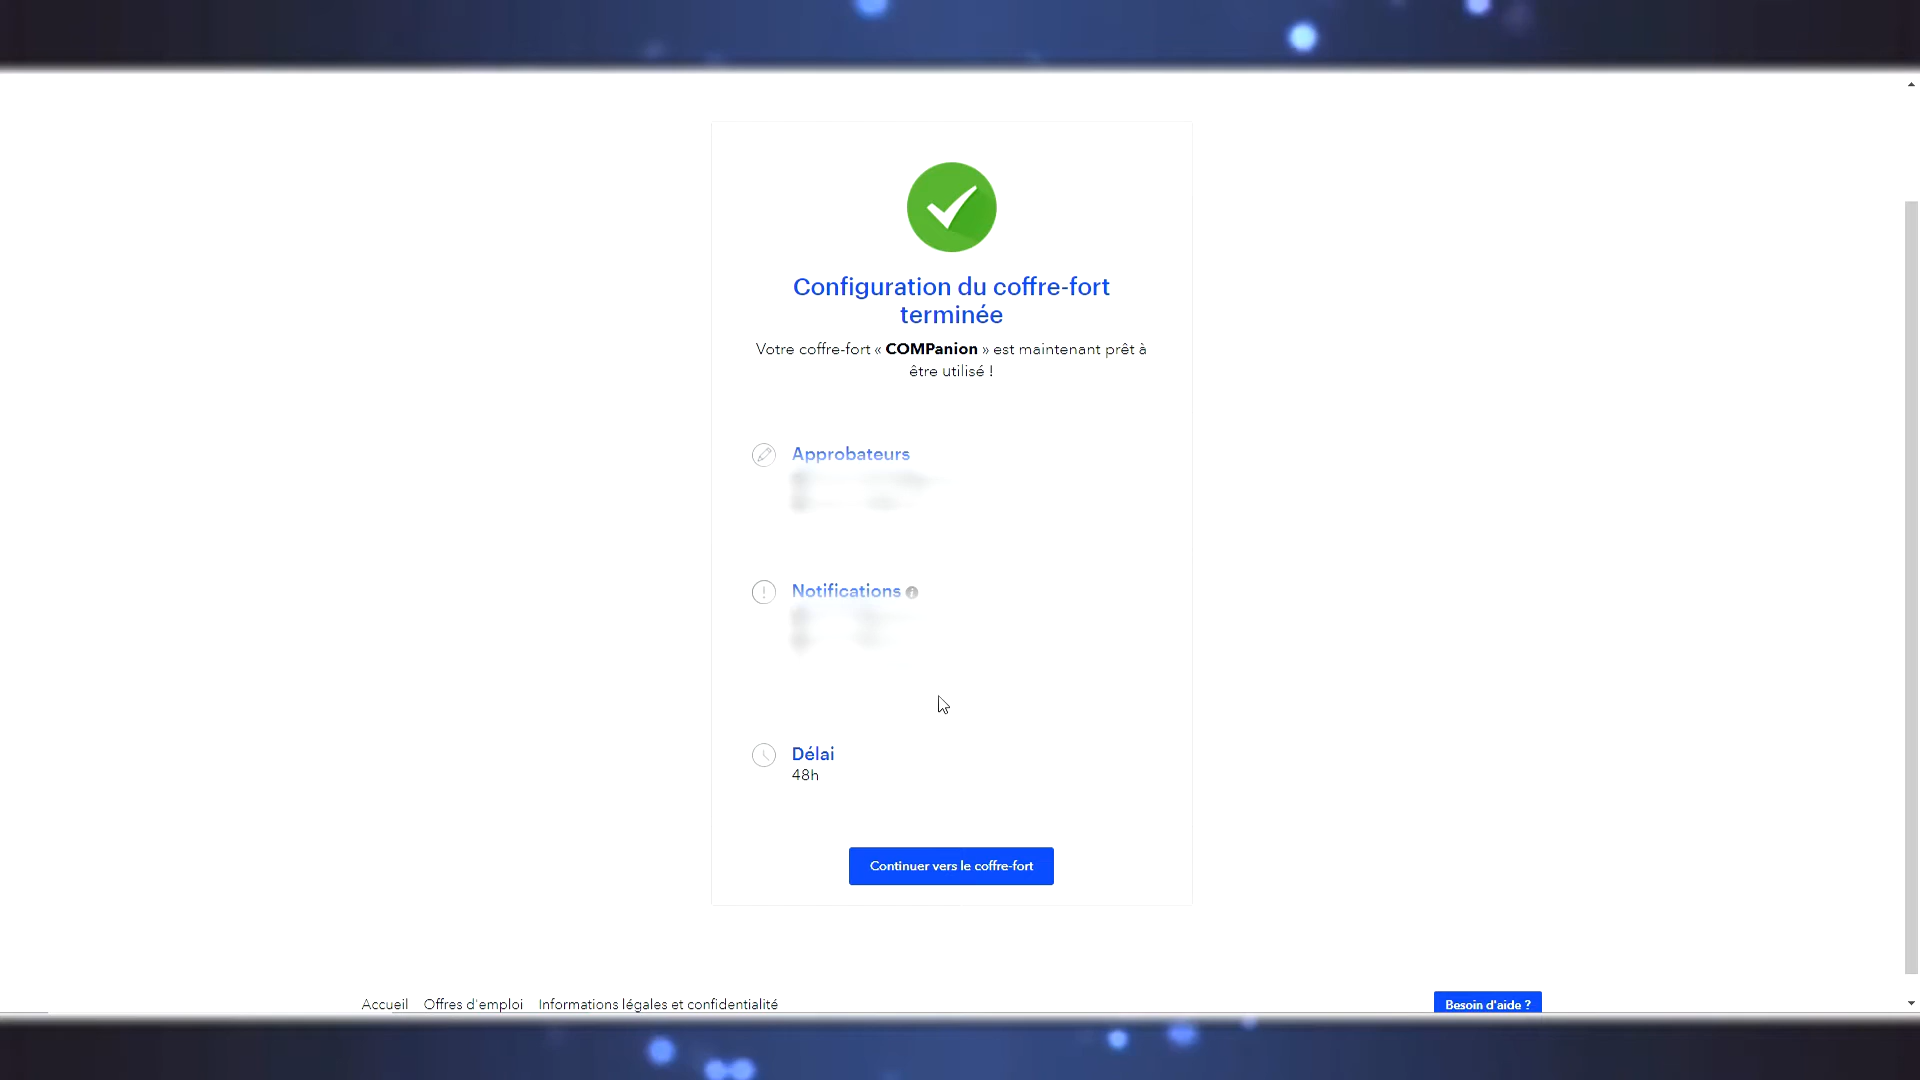 Configuration du coffre-fort
terminée
Votre coffre-fort « COMPanion » est maintenant prêt à
être utilisé !
Approbateurs
Notifications
Délai
48h
Continuer vers le coffre-fort
Accueil Offres d'emploi Informations légales et confidentialité
Besoin d'aide ?